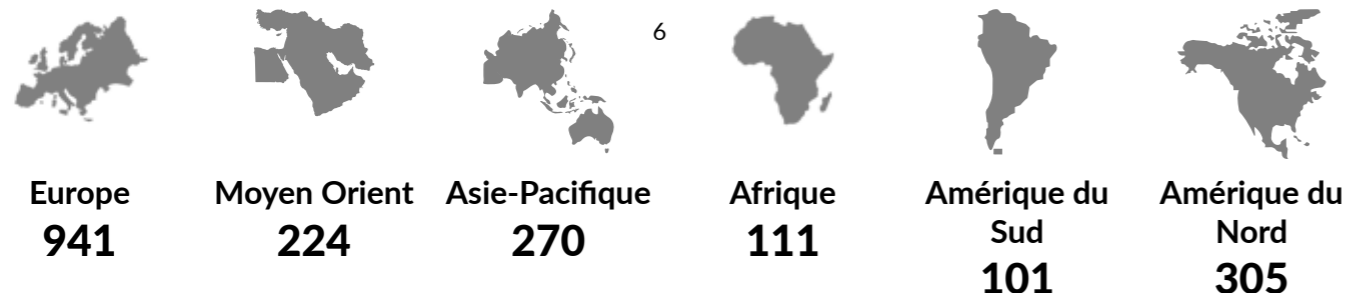 6
Europe
941
Moyen Orient
224
Asie-Pacifique
270
Afrique
111
Amérique du
Sud
101
Amérique du
Nord
305